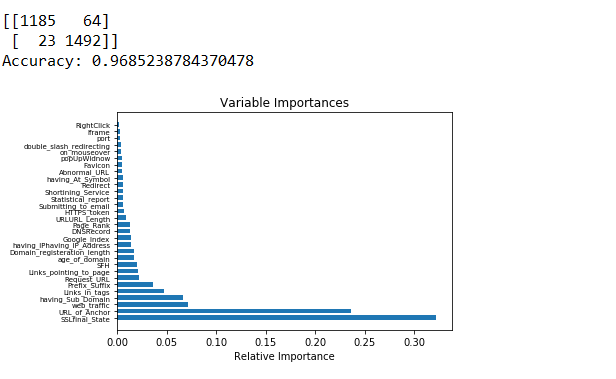 [[1185   64]
 [  23 1492]]
Accuracy: 0.9685238784370478
Variable Importances
RightClick
Iframe
port
double_slash_redirecting
on_mouseover
popUpWidnow
Favicon
Abnormal_URL
having_At_Symbol
Redirect
Shortining_Service
Statistical_report
Submitting_to_email
HTTPS_token
URLURL_Length
Page_Rank
DNSRecord
Google_Index
having_IPhaving_IP_Address
Domain_registeration_length
age_of_domain
SFH
Links_pointing_to_page
Request_URL
Prefix_Suffix
Links_in_tags
having_Sub_Domain
web_traffic
URL_of_Anchor
SSLfinal_State
0.00 0.05 0.10 0.15 0.20 0.25 0.30
Relative Importance